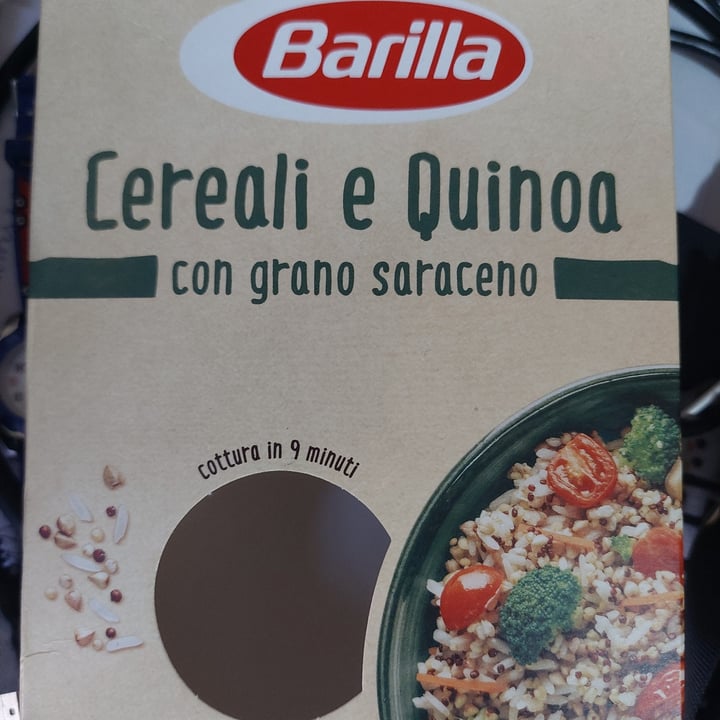 Barilla
Cereali e Quinoa
con grano saraceno
cottura in 9 minuti